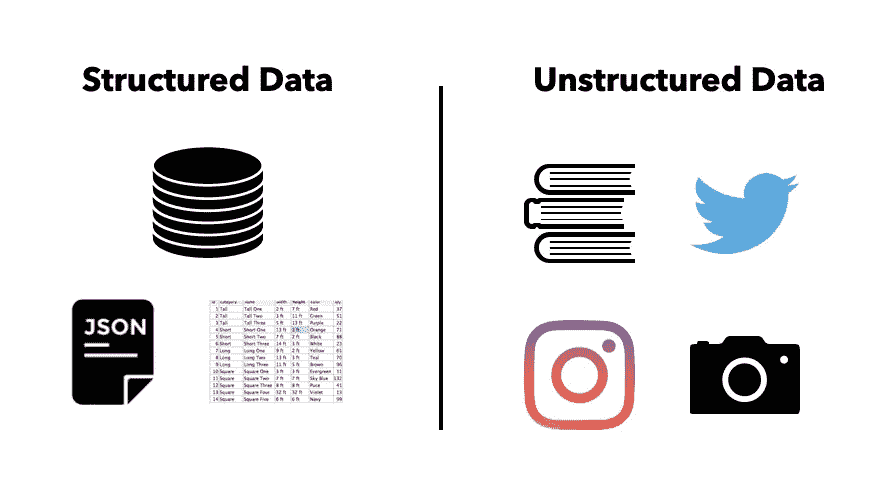 Structured Data
Unstructured Data
JSON
id Category Name width height Color qty
1 Tall Tall One 2 ft 7 ft Red 37
2 Tall Tall Two 3 ft 11 ft Green 51
3 Tall Tall Three 5 ft 13 ft Purple 22
4 Short Short One 13 ft Orange 71
5 Short Short Two 7 ft 2 ft Black 88
6 Short Short Three 14 ft 3 ft White 23
7 Long Long One 9 ft 2 ft Yellow 61
8 Long Long Two 11 ft 3 ft Teal 70
9 Long Long Three 11 ft 5 ft Brown 96
10 Square Square One 3 ft 3 ft Evergreen 11
11 Square Square Two 7 ft 7 ft Sky Blue 132
12 Square Square Three 8 ft 8 ft Puce 41
13 Square Square Four 32 ft 32 ft Violet 13
14 Square Square Five 6 ft 6 ft Navy 99